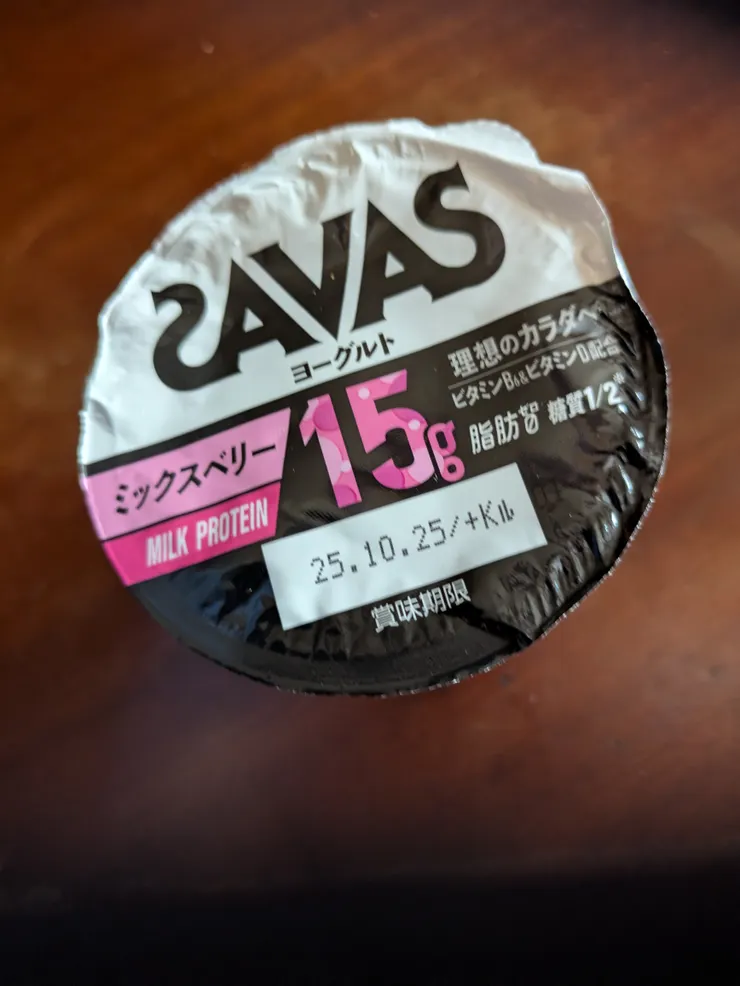 SAVAS
ヨーグルト
理想のカラダへ
ビタミンB6&ビタミンD配合
脂肪ゼロ 糖質1/2※
ミックスベリー
MILK PROTEIN
15g
25.10.25/+Kル
賞味期限